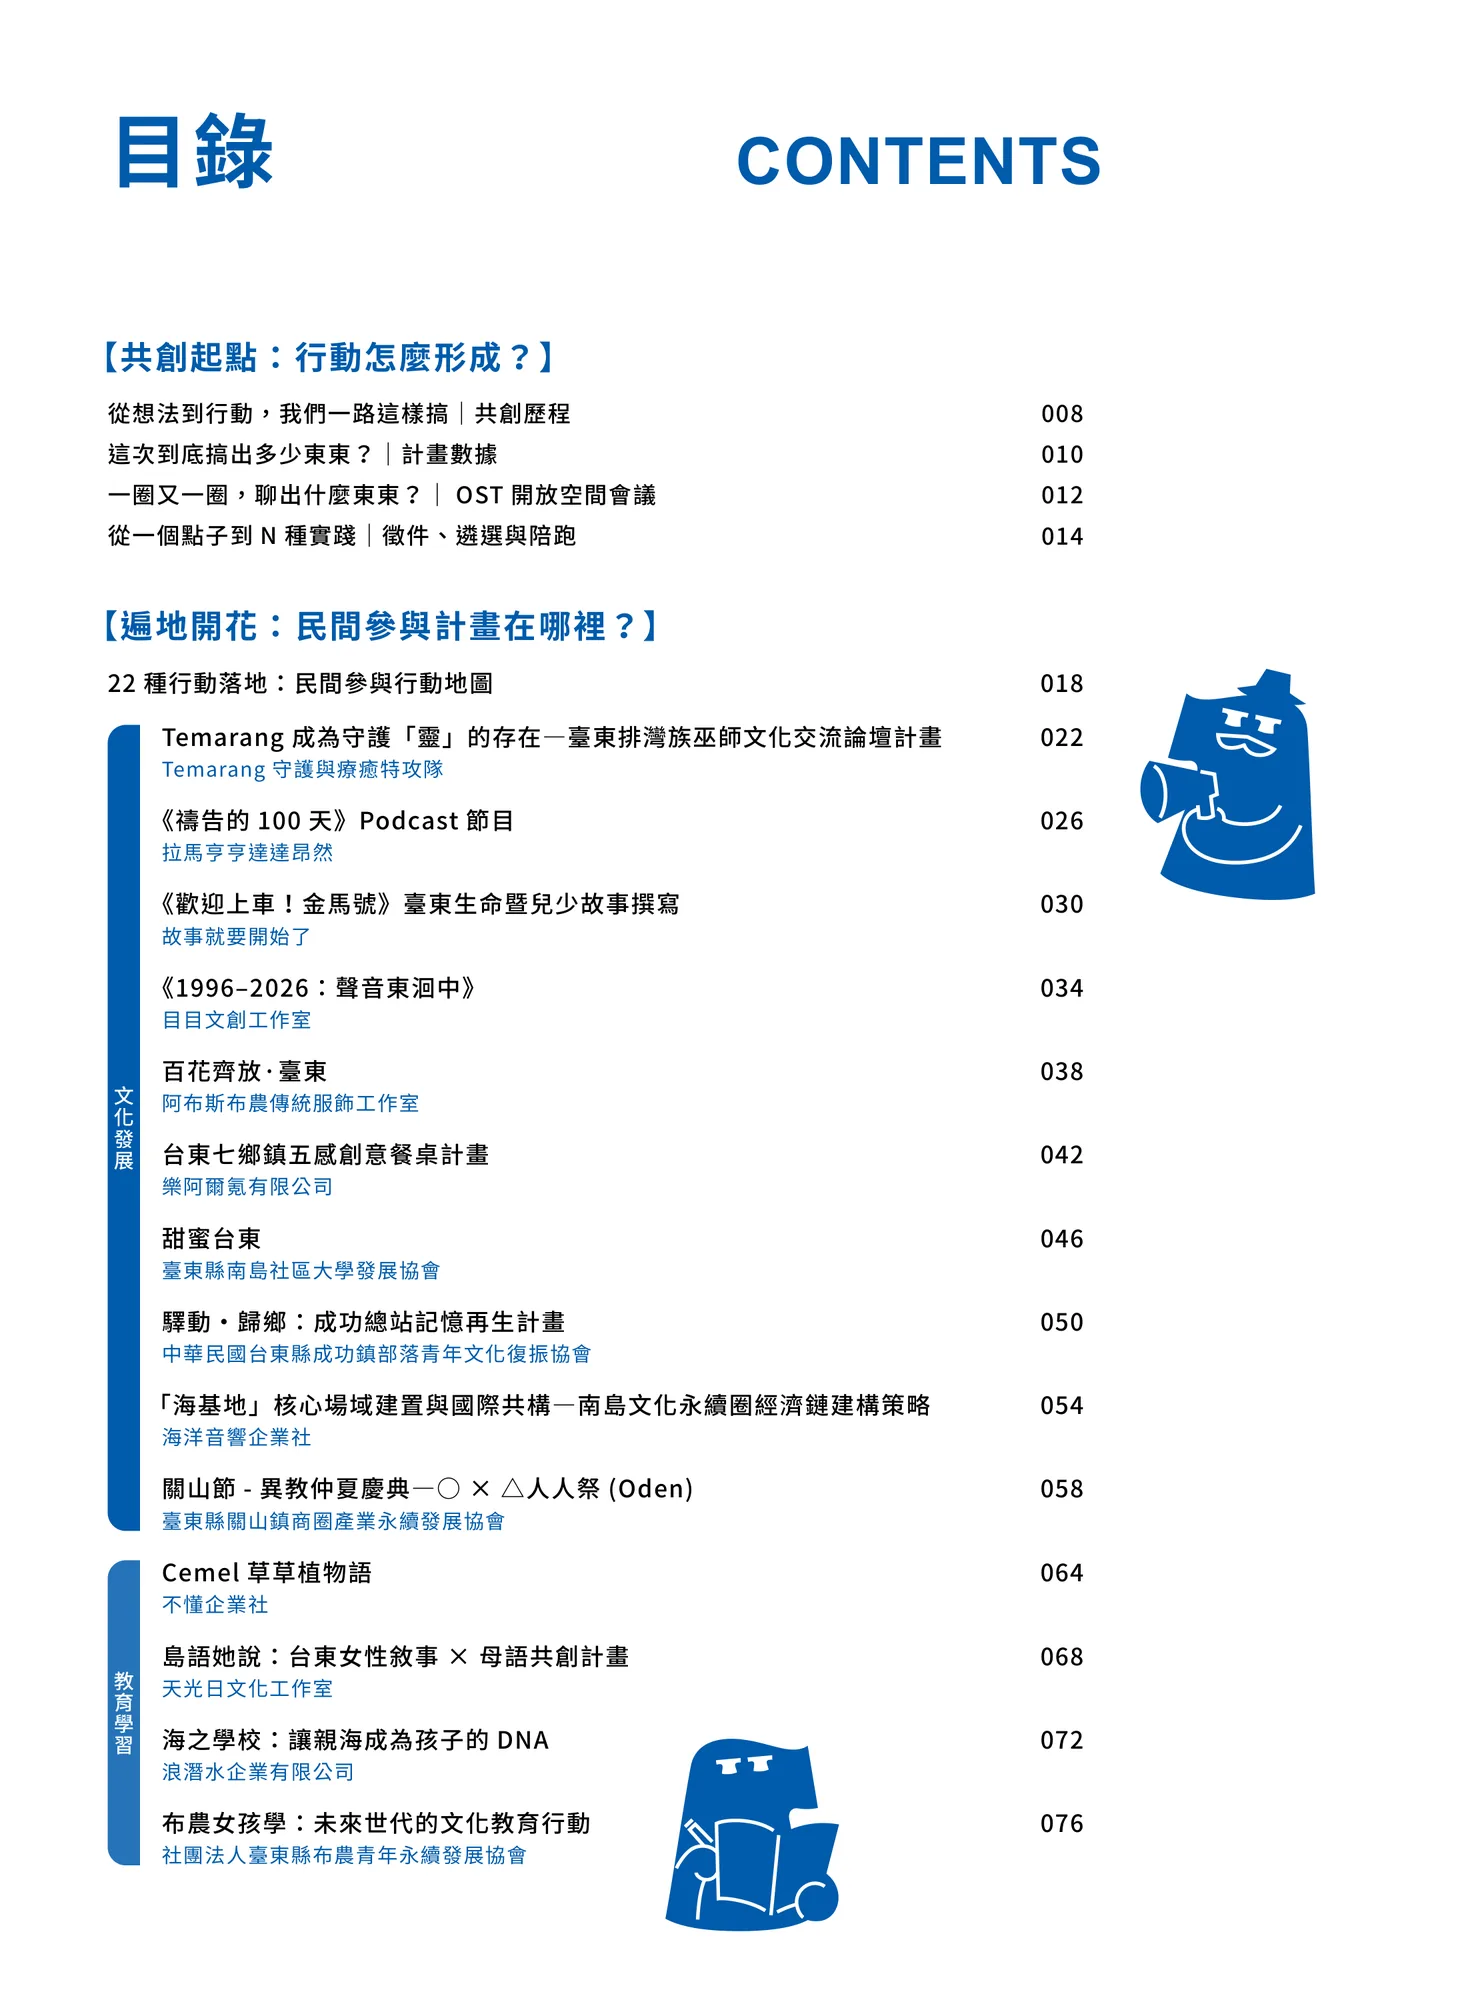 目錄
CONTENTS
【共創起點：行動怎麼形成？】
從想法到行動，我們一路這樣搞｜共創歷程 008
這次到底搞出多少東東？｜計畫數據 010
一圈又一圈，聊出什麼東東？｜ OST 開放空間會議 012
從一個點子到 N 種實踐｜徵件、遴選與陪跑 014
【遍地開花：民間參與計畫在哪裡？】
22 種行動落地：民間參與行動地圖 018
文化發展
Temarang 成為守護「靈」的存在—臺東排灣族巫師文化交流論壇計畫 022
Temarang 守護與療癒特攻隊
《禱告的 100 天》Podcast 節目 026
拉馬亨亨達達昂然
《歡迎上車！金馬號》臺東生命暨兒少故事撰寫 030
故事就要開始了
《1996–2026：聲音東洄中》 034
目目文創工作室
百花齊放·臺東 038
阿布斯布農傳統服飾工作室
台東七鄉鎮五感創意餐桌計畫 042
樂阿爾氪有限公司
甜蜜台東 046
臺東縣南島社區大學發展協會
驛動・歸鄉：成功總站記憶再生計畫 050
中華民國台東縣成功鎮部落青年文化復振協會
「海基地」核心場域建置與國際共構—南島文化永續圈經濟鏈建構策略 054
海洋音響企業社
關山節 - 異教仲夏慶典—○ × △人人祭 (Oden) 058
臺東縣關山鎮商圈產業永續發展協會
教育學習
Cemel 草草植物語 064
不懂企業社
島語她說：台東女性敘事 × 母語共創計畫 068
天光日文化工作室
海之學校：讓親海成為孩子的 DNA 072
浪潛水企業有限公司
布農女孩學：未來世代的文化教育行動 076
社團法人臺東縣布農青年永續發展協會